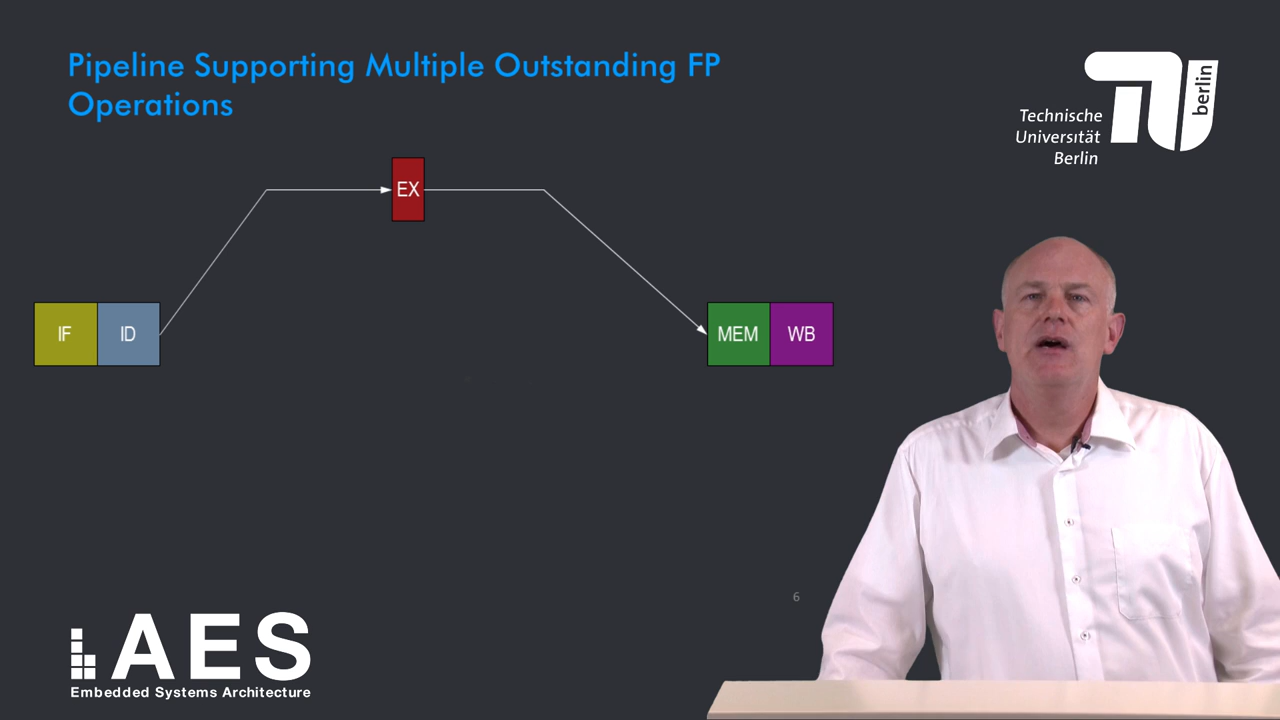 Pipeline Supporting Multiple Outstanding FP
Operations
berlin
Technische
Universität
Berlin
EX
IF
ID
MEM
WB
6
AES
Embedded Systems Architecture